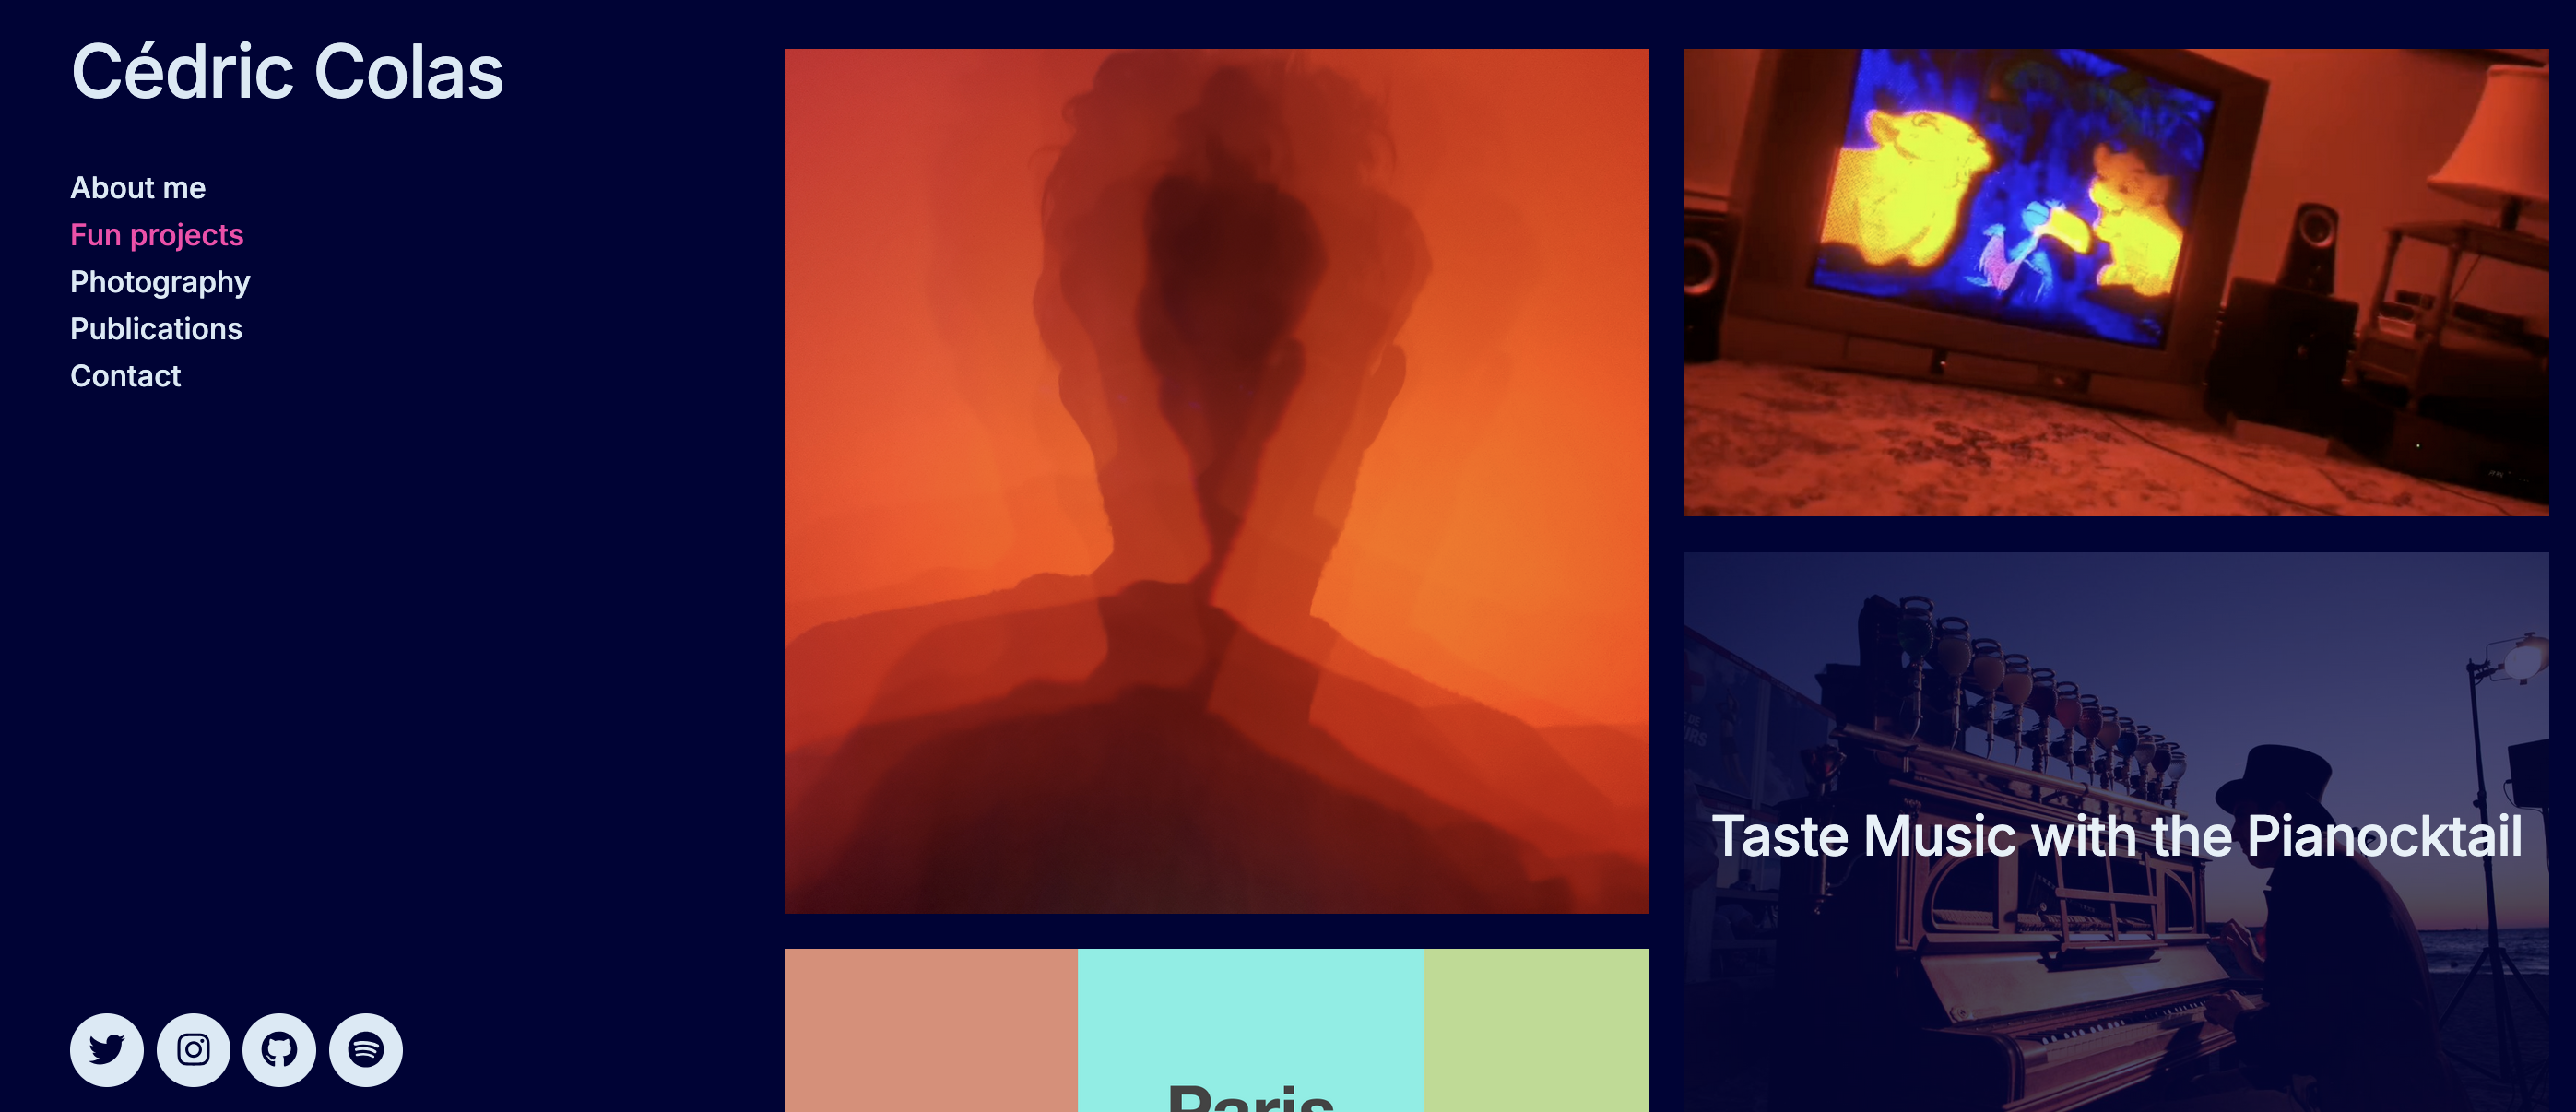 Cédric Colas
About me
Fun projects
Photography
Publications
Contact
Taste Music with the Pianocktail
Paris